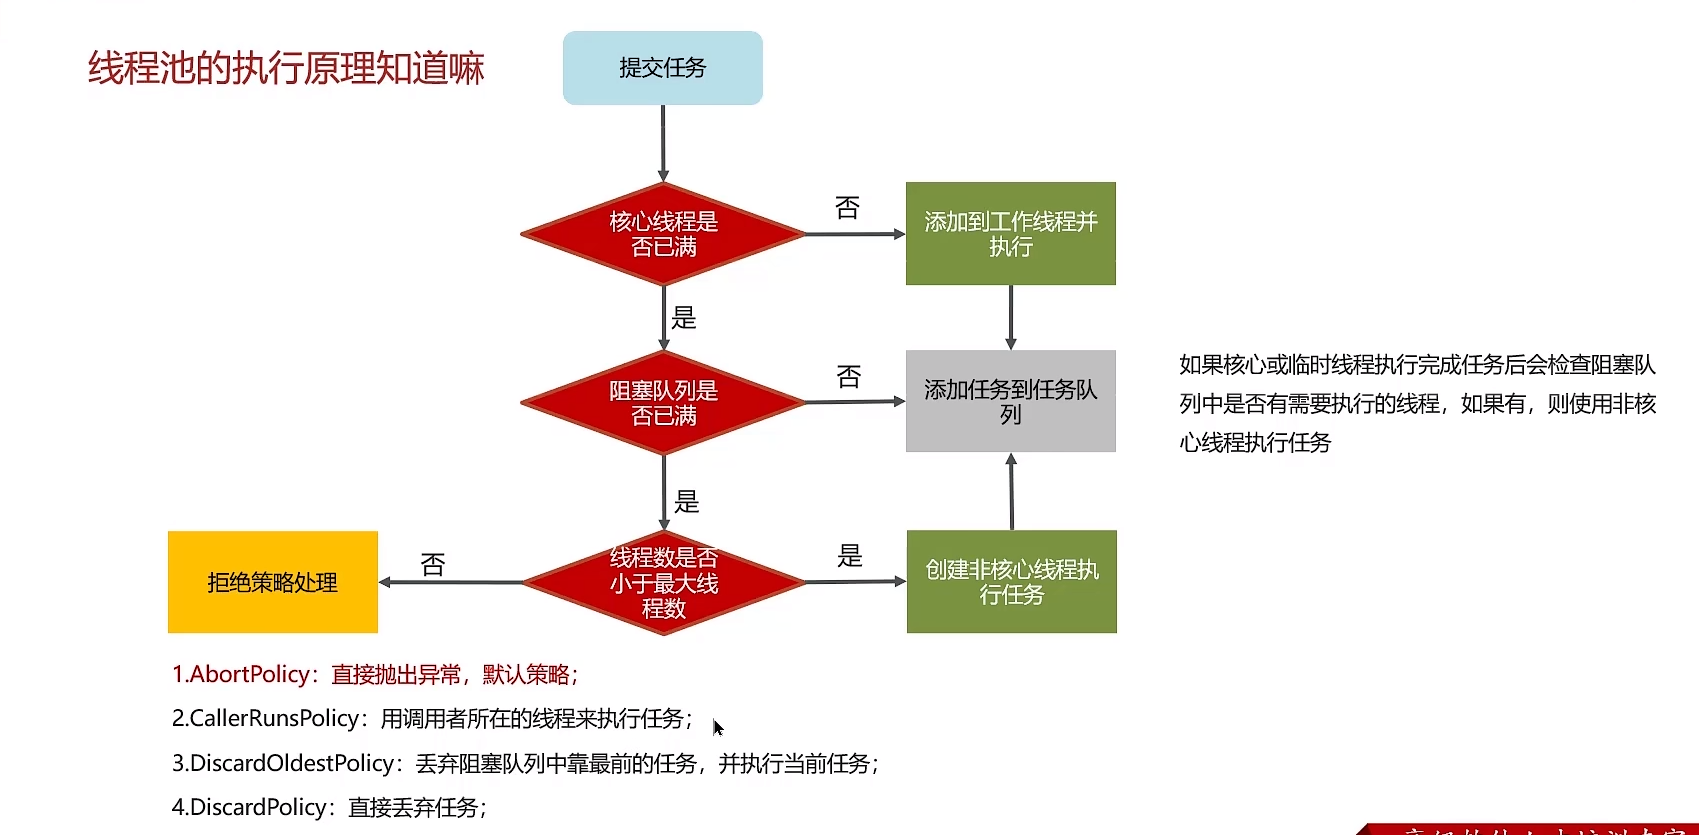 线程池的执行原理知道嘛
提交任务
核心线程是
否已满
否
添加到工作线程并
执行
是
阻塞队列是
否已满
否
添加任务到任务队
列
如果核心或临时线程执行完成任务后会检查阻塞队
列中是否有需要执行的线程，如果有，则使用非核
心线程执行任务
是
线程数是否
小于最大线
程数
否
拒绝策略处理
是
创建非核心线程执
行任务
1.AbortPolicy：直接抛出异常，默认策略；
2.CallerRunsPolicy：用调用者所在的线程来执行任务；
3.DiscardOldestPolicy：丢弃阻塞队列中靠最前的任务，并执行当前任务；
4.DiscardPolicy：直接丢弃任务；